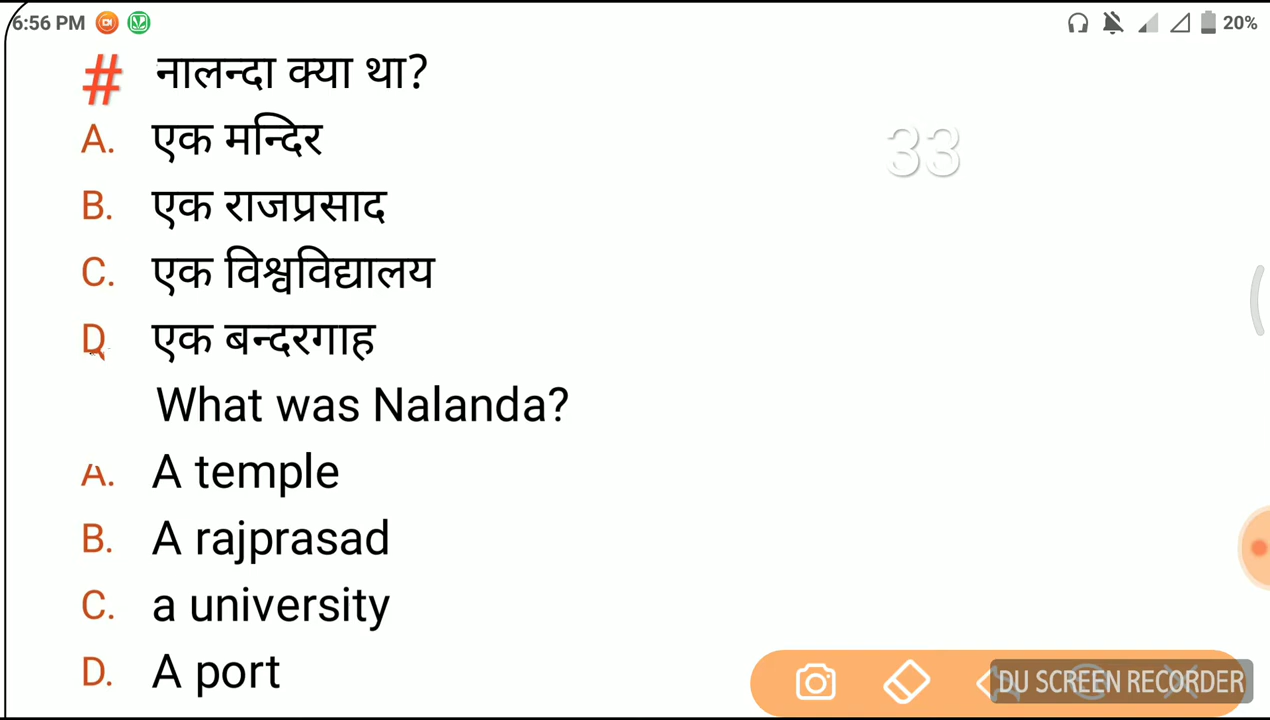 6:56 PM 20%
# नालन्दा क्या था?
33
A. एक मन्दिर
B. एक राजप्रसाद
C. एक विश्वविद्यालय
D एक बन्दरगाह
What was Nalanda?
A. A temple
B. A rajprasad
C. a university
D. A port
DU SCREEN RECORDER